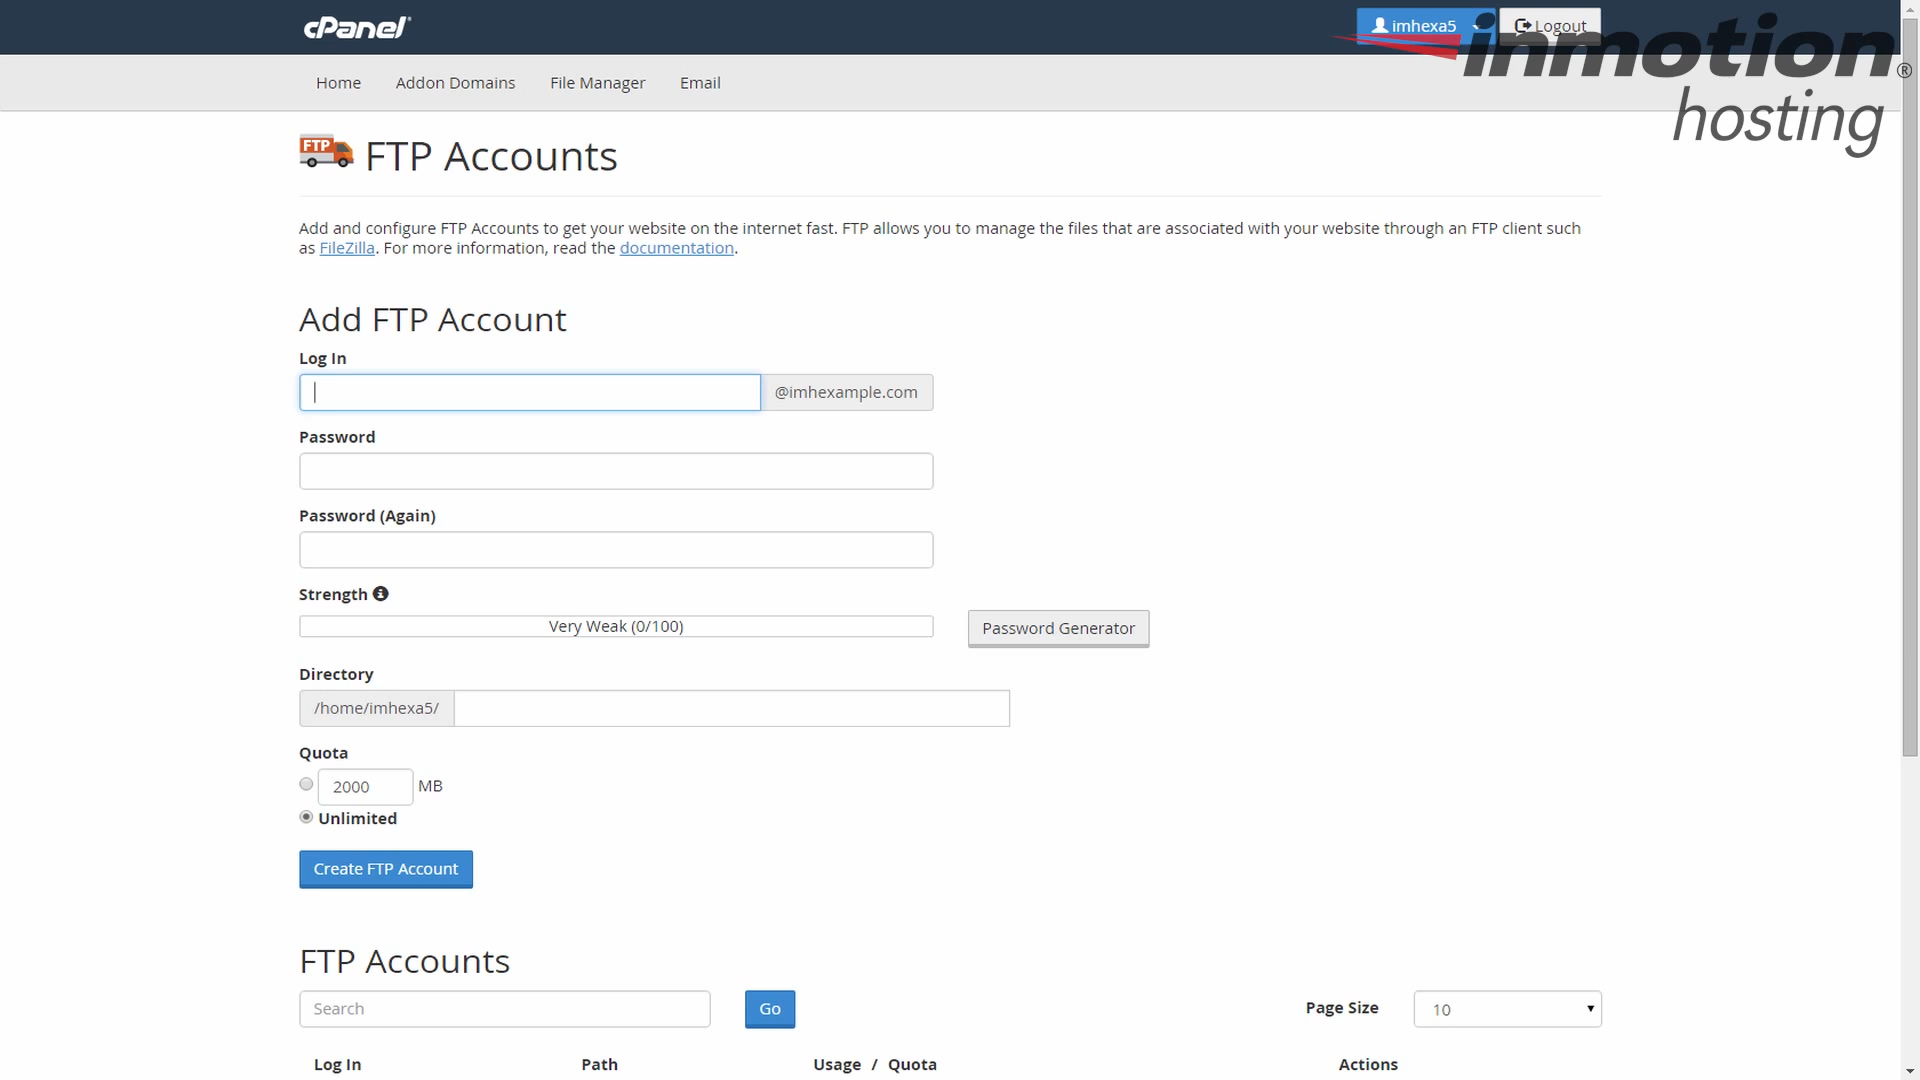 cPanel
imhexa5
Logout
inmotion®
hosting
Home
Addon Domains
File Manager
Email
FTP
FTP Accounts
Add and configure FTP Accounts to get your website on the internet fast. FTP allows you to manage the files that are associated with your website through an FTP client such
as FileZilla. For more information, read the documentation.
Add FTP Account
Log In
@imhexample.com
Password
Password (Again)
Strength
Very Weak (0/100)
Password Generator
Directory
/home/imhexa5/
Quota
2000 MB
Unlimited
Create FTP Account
FTP Accounts
Search
Go
Page Size
10
Log In
Path
Usage / Quota
Actions